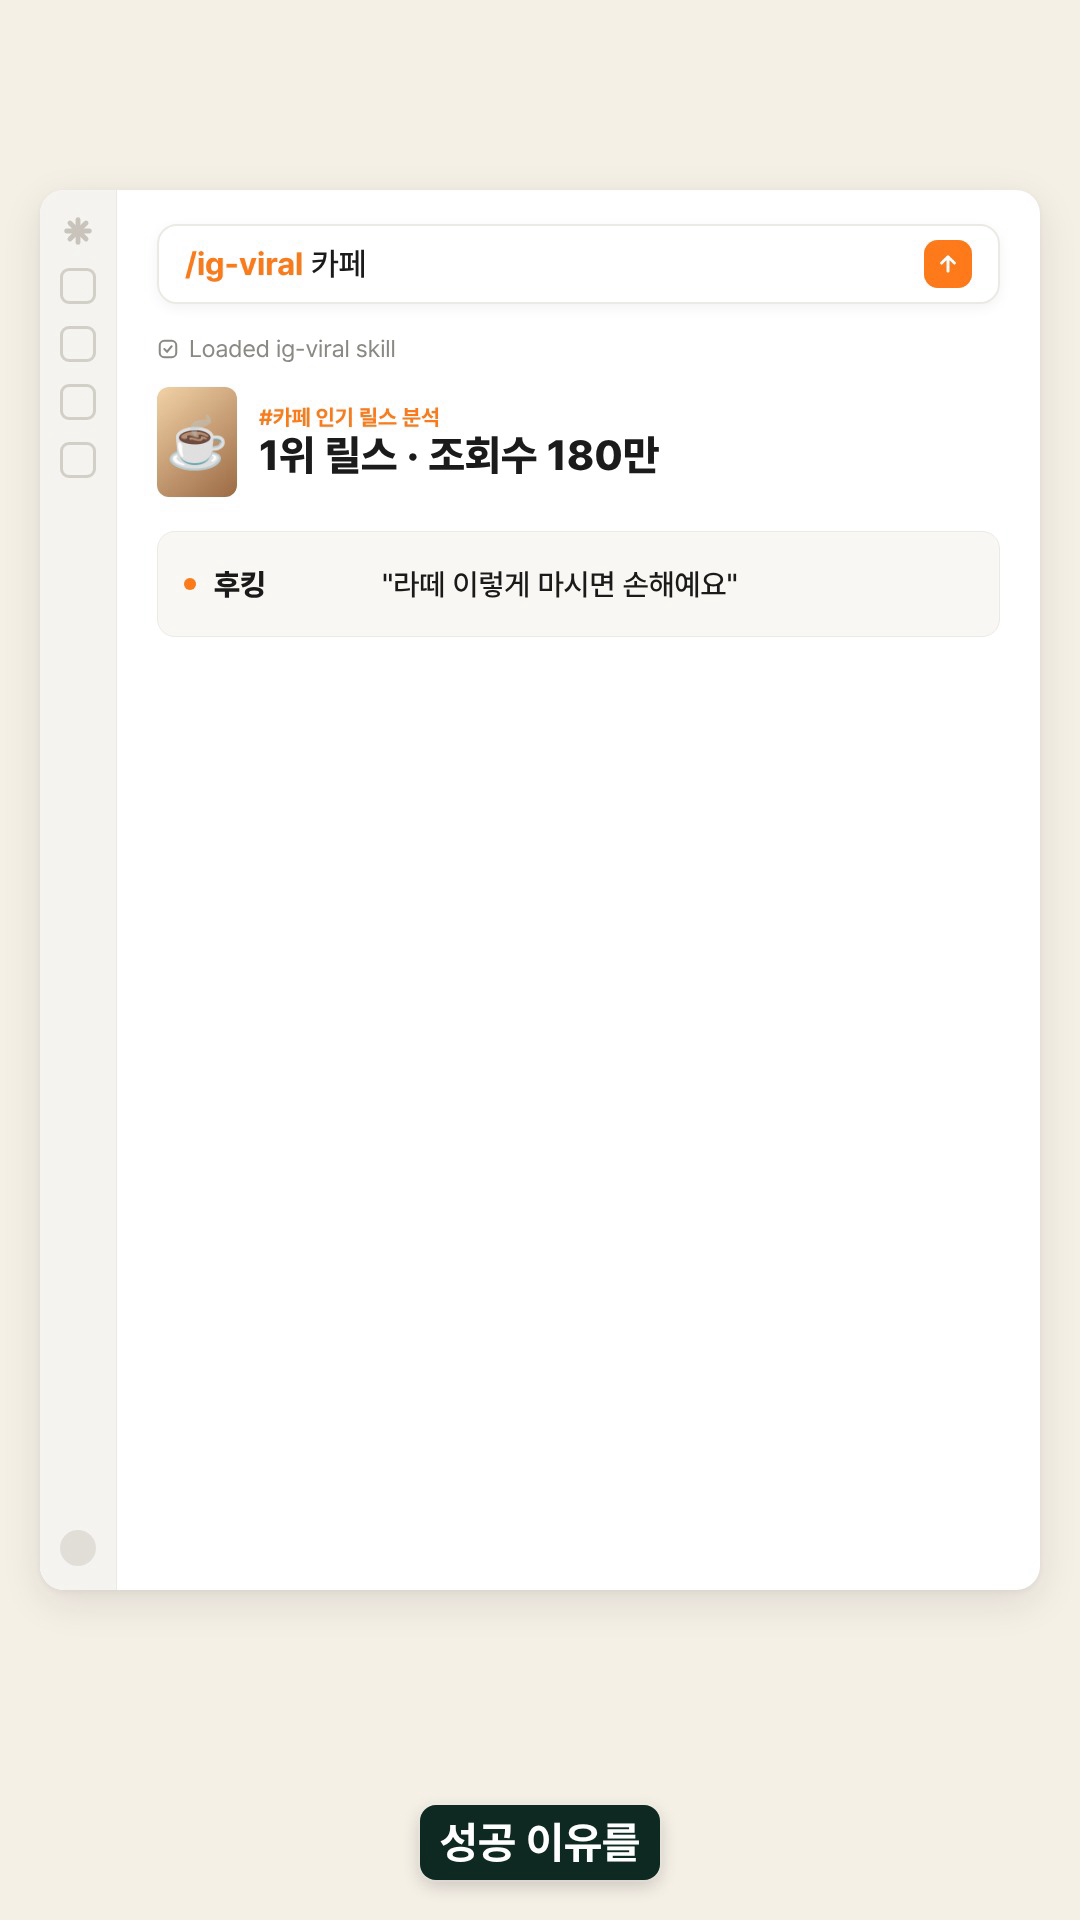 /ig-viral 카페
Loaded ig-viral skill
#카페 인기 릴스 분석
1위 릴스 · 조회수 180만
후킹 "라떼 이렇게 마시면 손해예요"
성공 이유를